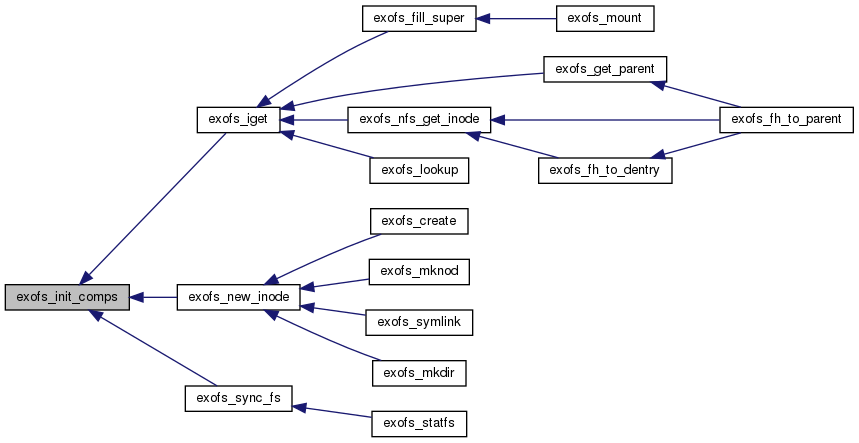 exofs_fill_super
exofs_mount
exofs_get_parent
exofs_iget
exofs_nfs_get_inode
exofs_fh_to_parent
exofs_lookup
exofs_fh_to_dentry
exofs_create
exofs_mknod
exofs_init_comps
exofs_new_inode
exofs_symlink
exofs_mkdir
exofs_sync_fs
exofs_statfs